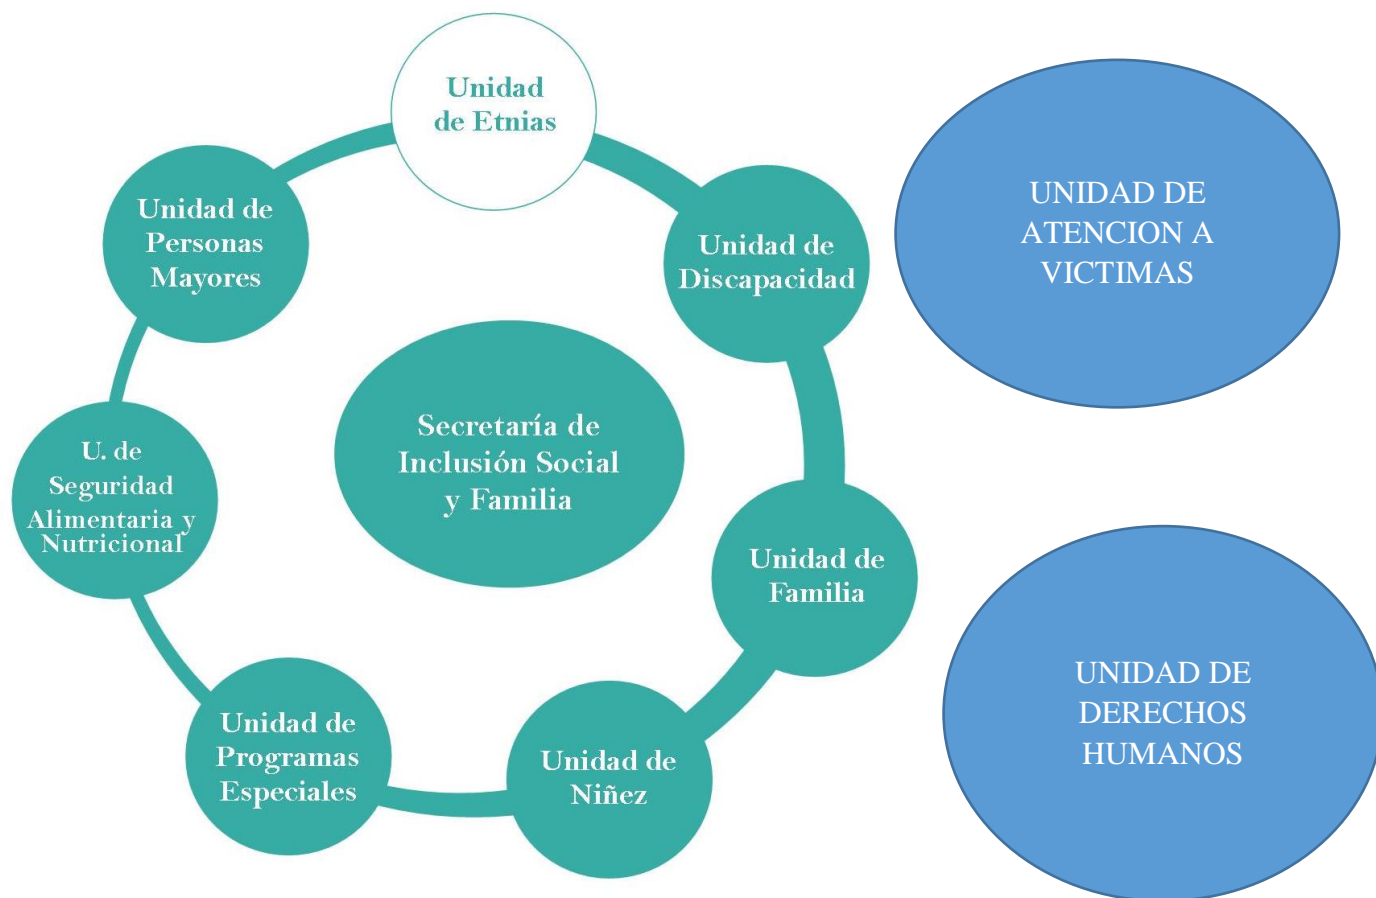 Unidad
de Etnias
Unidad de
Discapacidad
Unidad de
Familia
Unidad de
Niñez
Unidad de
Programas
Especiales
U. de
Seguridad
Alimentaria y
Nutricional
Unidad de
Personas
Mayores
Secretaría de
Inclusión Social
y Familia
UNIDAD DE
ATENCION A
VICTIMAS
UNIDAD DE
DERECHOS
HUMANOS